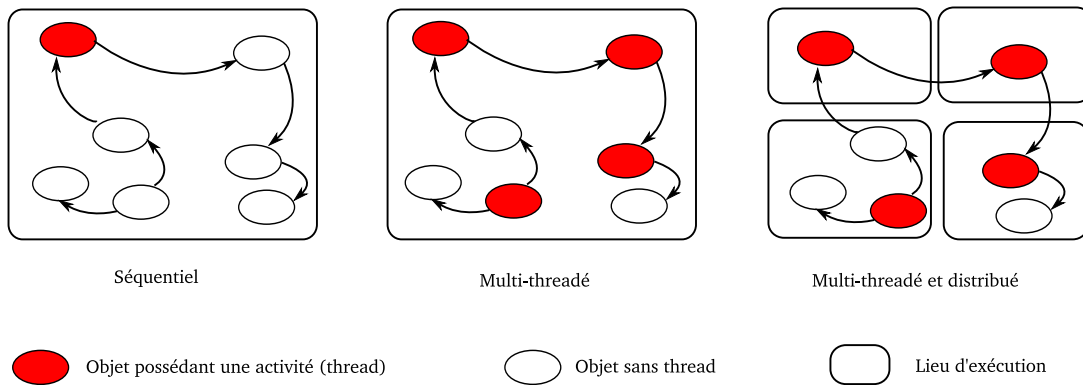 Séquentiel
Multi-threadé
Multi-threadé et distribué
Objet possédant une activité (thread)
Objet sans thread
Lieu d'exécution